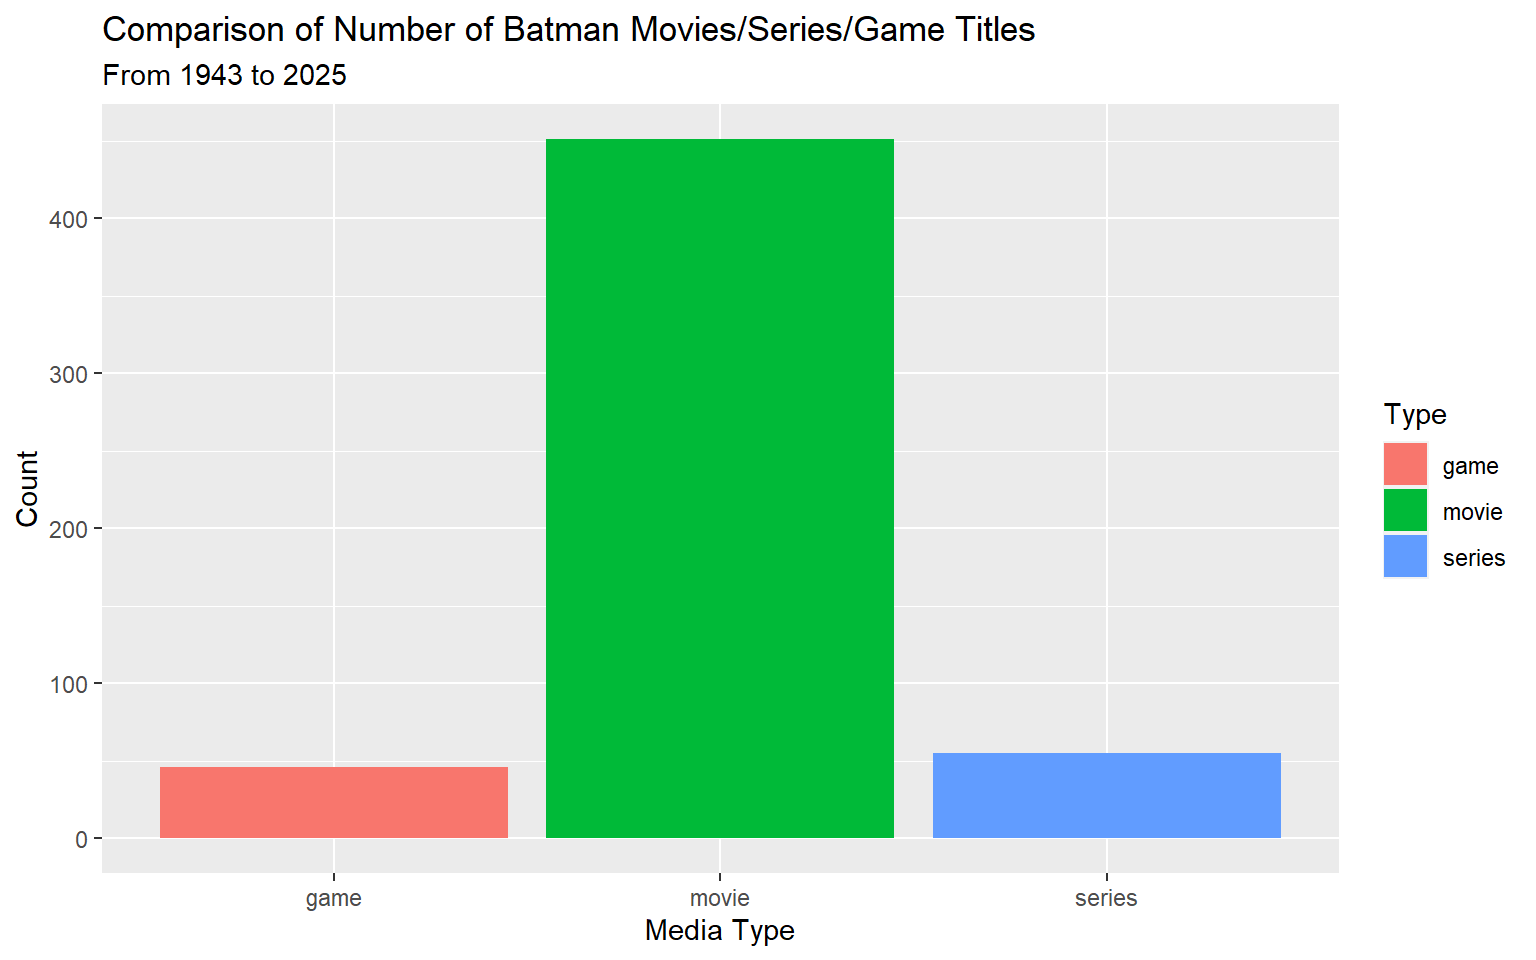 Comparison of Number of Batman Movies/Series/Game Titles
From 1943 to 2025
Count
400
300
200
100
0
game
movie
series
Media Type
Type
game
movie
series